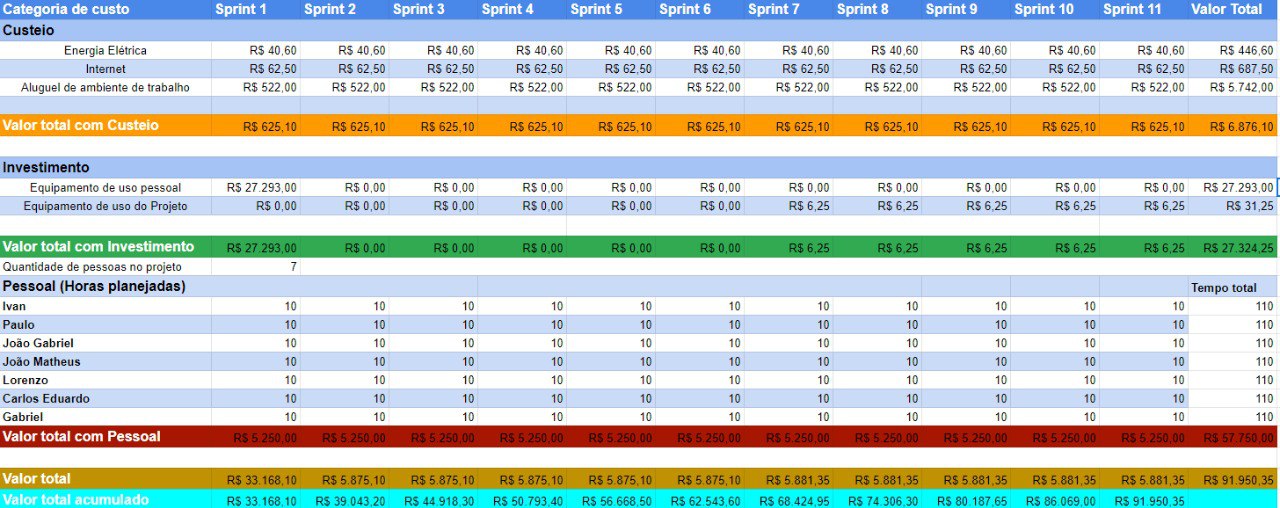 Categoria de custo Sprint 1 Sprint 2 Sprint 3 Sprint 4 Sprint 5 Sprint 6 Sprint 7 Sprint 8 Sprint 9 Sprint 10 Sprint 11 Valor Total
Custeio
Energia Elétrica R$ 40,60 R$ 40,60 R$ 40,60 R$ 40,60 R$ 40,60 R$ 40,60 R$ 40,60 R$ 40,60 R$ 40,60 R$ 40,60 R$ 40,60 R$ 446,60
Internet R$ 62,50 R$ 62,50 R$ 62,50 R$ 62,50 R$ 62,50 R$ 62,50 R$ 62,50 R$ 62,50 R$ 62,50 R$ 62,50 R$ 62,50 R$ 687,50
Aluguel de ambiente de trabalho R$ 522,00 R$ 522,00 R$ 522,00 R$ 522,00 R$ 522,00 R$ 522,00 R$ 522,00 R$ 522,00 R$ 522,00 R$ 522,00 R$ 522,00 R$ 5.742,00
Valor total com Custeio R$ 625,10 R$ 625,10 R$ 625,10 R$ 625,10 R$ 625,10 R$ 625,10 R$ 625,10 R$ 625,10 R$ 625,10 R$ 625,10 R$ 625,10 R$ 6.876,10
Investimento
Equipamento de uso pessoal R$ 27.293,00 R$ 0,00 R$ 0,00 R$ 0,00 R$ 0,00 R$ 0,00 R$ 0,00 R$ 0,00 R$ 0,00 R$ 0,00 R$ 0,00 R$ 27.293,00
Equipamento de uso do Projeto R$ 0,00 R$ 0,00 R$ 0,00 R$ 0,00 R$ 0,00 R$ 0,00 R$ 6,25 R$ 6,25 R$ 6,25 R$ 6,25 R$ 6,25 R$ 31,25
Valor total com Investimento R$ 27.293,00 R$ 0,00 R$ 0,00 R$ 0,00 R$ 0,00 R$ 0,00 R$ 6,25 R$ 6,25 R$ 6,25 R$ 6,25 R$ 6,25 R$ 27.324,25
Quantidade de pessoas no projeto 7
Pessoal (Horas planejadas) Tempo total
Ivan 10 10 10 10 10 10 10 10 10 10 10 110
Paulo 10 10 10 10 10 10 10 10 10 10 10 110
João Gabriel 10 10 10 10 10 10 10 10 10 10 10 110
João Matheus 10 10 10 10 10 10 10 10 10 10 10 110
Lorenzo 10 10 10 10 10 10 10 10 10 10 10 110
Carlos Eduardo 10 10 10 10 10 10 10 10 10 10 10 110
Gabriel 10 10 10 10 10 10 10 10 10 10 10 110
Valor total com Pessoal R$ 5.250,00 R$ 5.250,00 R$ 5.250,00 R$ 5.250,00 R$ 5.250,00 R$ 5.250,00 R$ 5.250,00 R$ 5.250,00 R$ 5.250,00 R$ 5.250,00 R$ 5.250,00 R$ 57.750,00
Valor total R$ 33.168,10 R$ 5.875,10 R$ 5.875,10 R$ 5.875,10 R$ 5.875,10 R$ 5.875,10 R$ 5.881,35 R$ 5.881,35 R$ 5.881,35 R$ 5.881,35 R$ 5.881,35 R$ 91.950,35
Valor total acumulado R$ 33.168,10 R$ 39.043,20 R$ 44.918,30 R$ 50.793,40 R$ 56.668,50 R$ 62.543,60 R$ 68.424,95 R$ 74.306,30 R$ 80.187,65 R$ 86.069,00 R$ 91.950,35